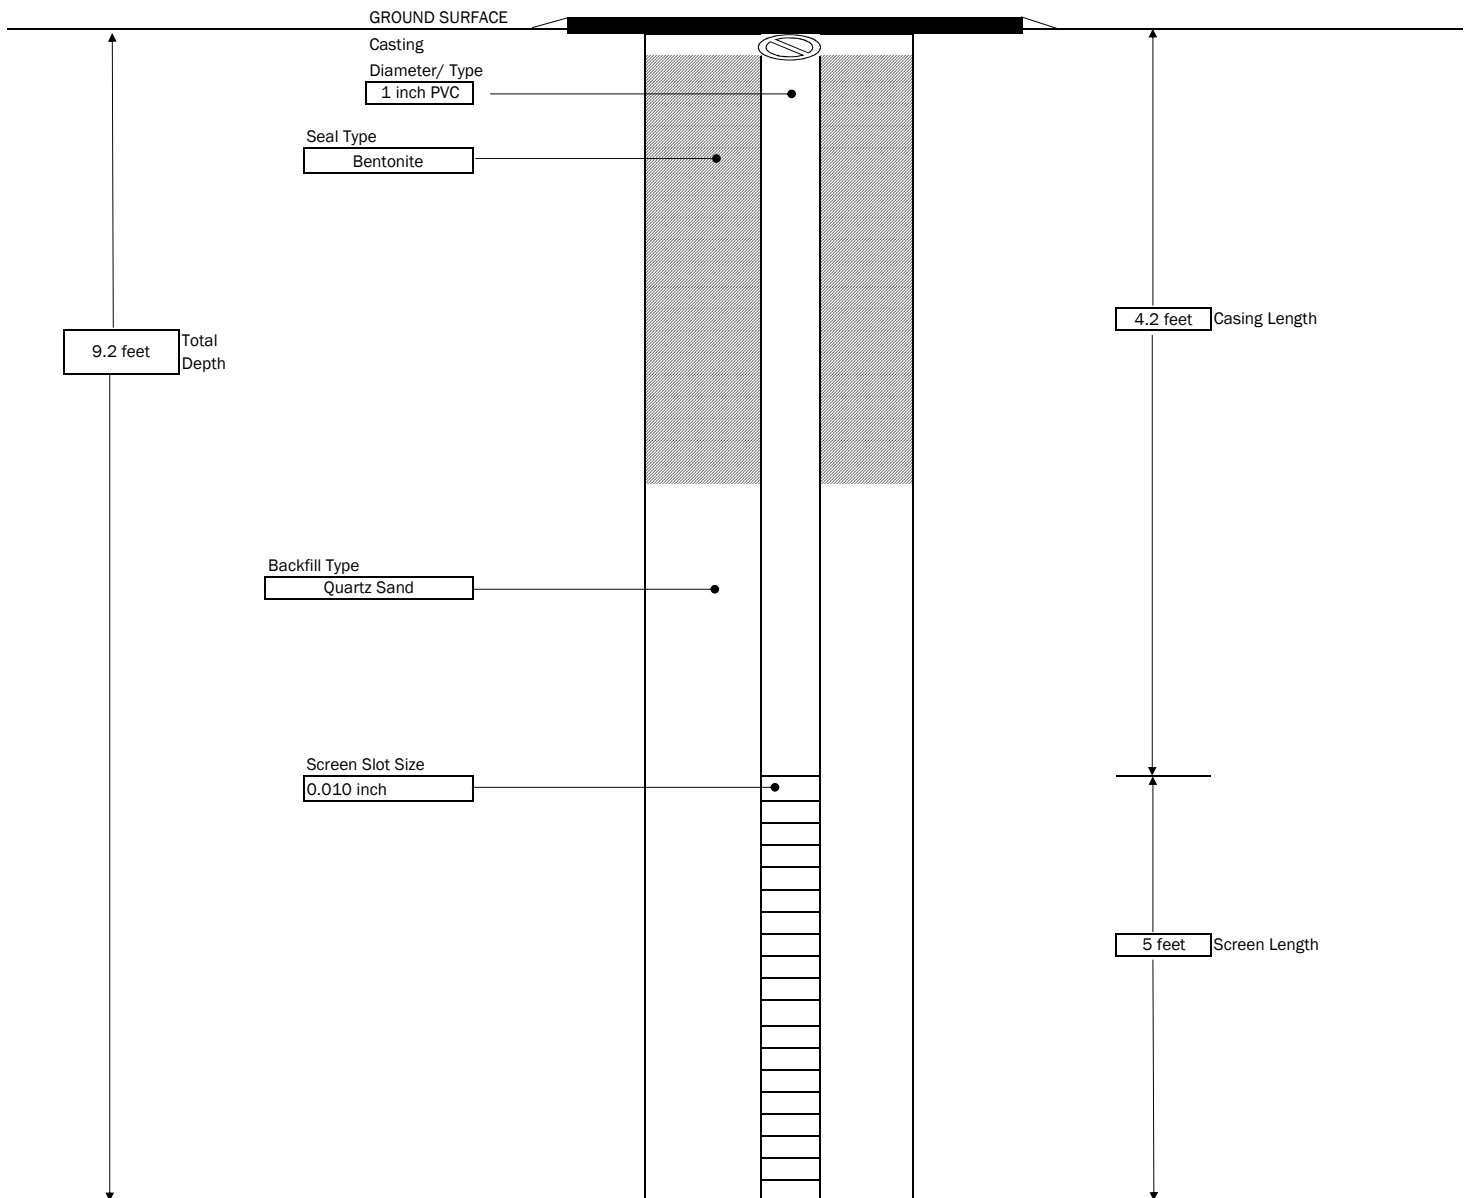 GROUND SURFACE
Casting
Diameter/ Type
1 inch PVC
Seal Type
Bentonite
4.2 feet Casing Length
9.2 feet
Total
Depth
Backfill Type
Quartz Sand
Screen Slot Size
0.010 inch
5 feet Screen Length